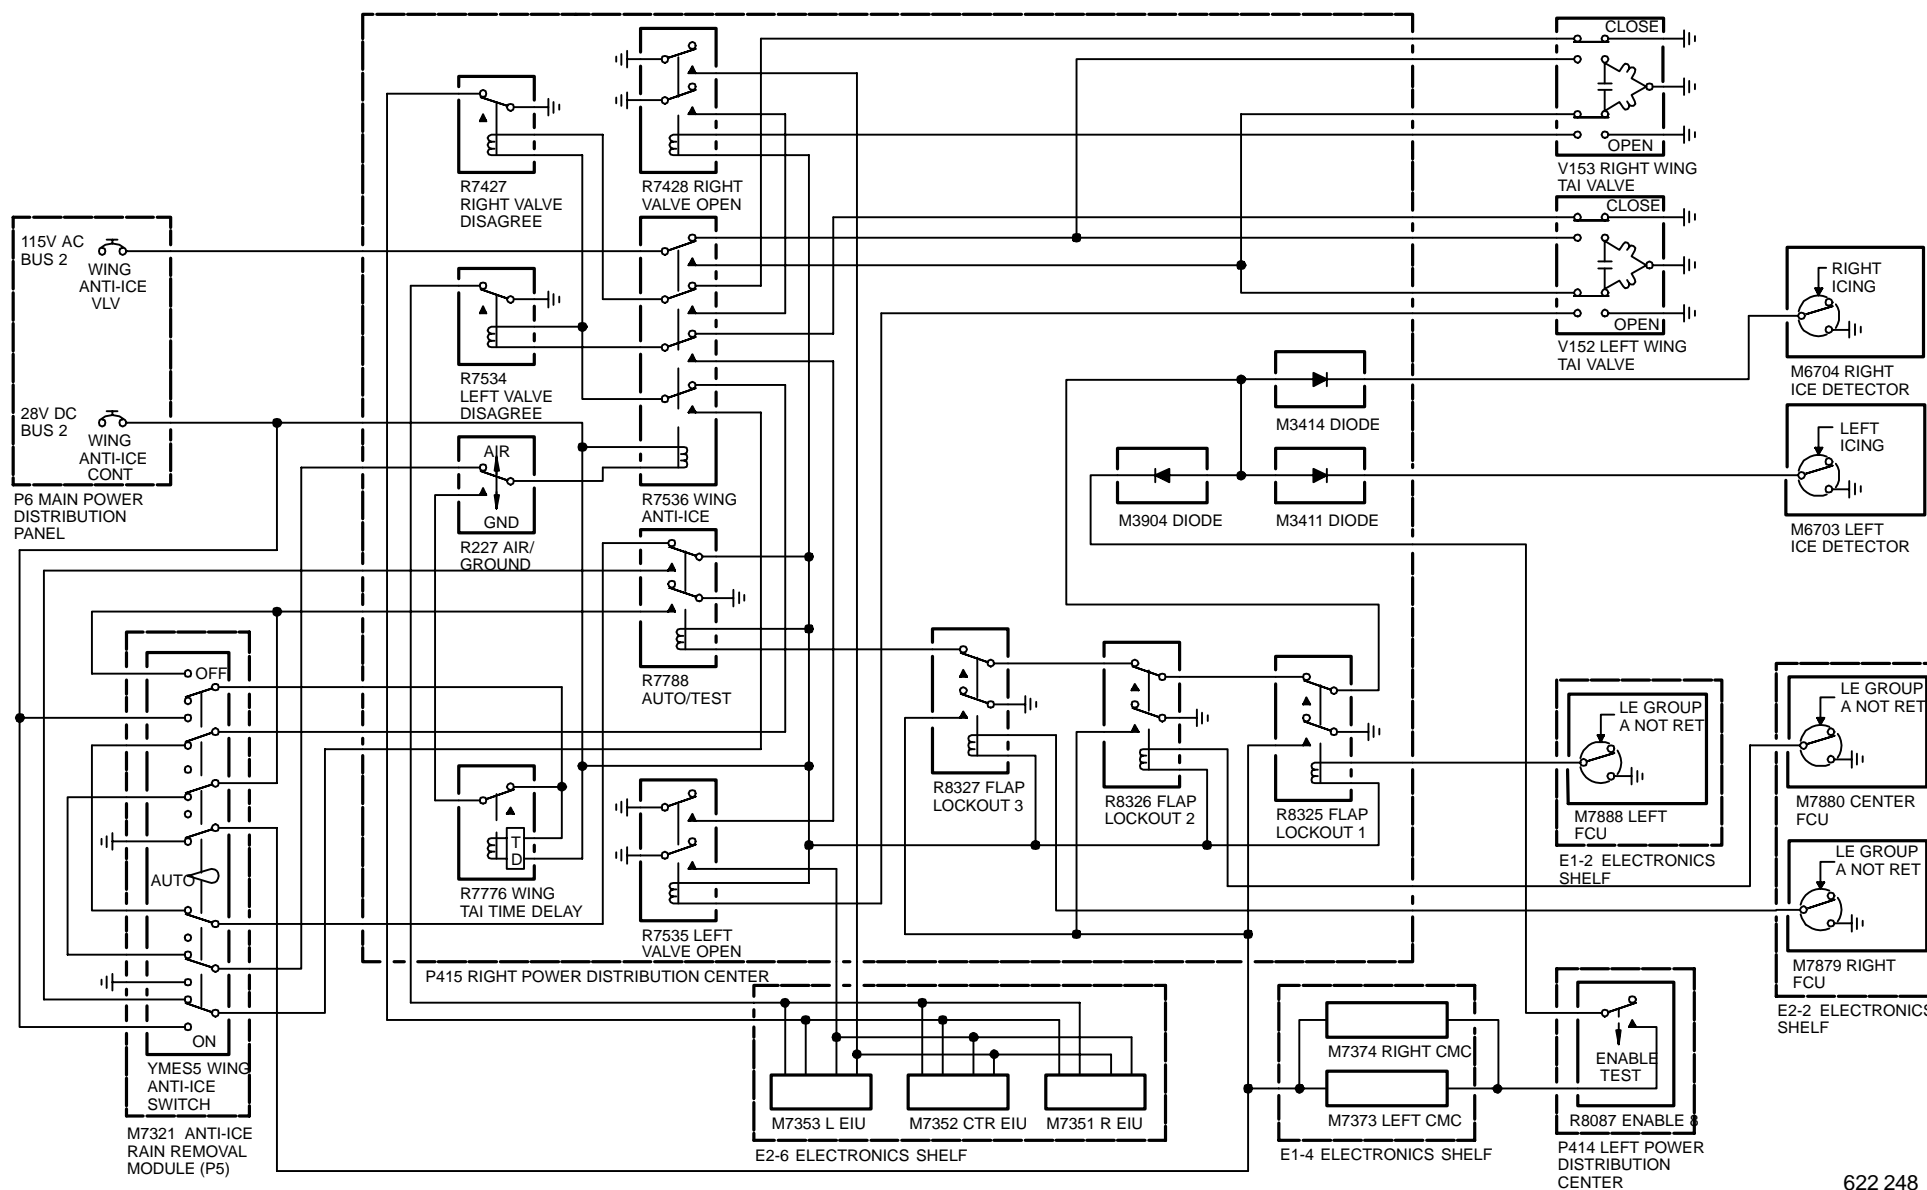 CLOSE
OPEN
V153 RIGHT WING
TAI VALVE
R7427
RIGHT VALVE
DISAGREE
R7428 RIGHT
VALVE OPEN
CLOSE
OPEN
V152 LEFT WING
TAI VALVE
115V AC
BUS 2
WING
ANTI-ICE
VLV
28V DC
BUS 2
WING
ANTI-ICE
CONT
P6 MAIN POWER
DISTRIBUTION
PANEL
R7534
LEFT VALVE
DISAGREE
AIR
GND
R227 AIR/
GROUND
R7536 WING
ANTI-ICE
RIGHT
ICING
M6704 RIGHT
ICE DETECTOR
M3414 DIODE
M3904 DIODE
M3411 DIODE
LEFT
ICING
M6703 LEFT
ICE DETECTOR
R7788
AUTO/TEST
OFF
AUTO
ON
YMES5 WING
ANTI-ICE
SWITCH
M7321 ANTI-ICE
RAIN REMOVAL
MODULE (P5)
T
D
R7776 WING
TAI TIME DELAY
R7535 LEFT
VALVE OPEN
R8327 FLAP
LOCKOUT 3
R8326 FLAP
LOCKOUT 2
R8325 FLAP
LOCKOUT 1
LE GROUP
A NOT RET
M7888 LEFT
FCU
E1-2 ELECTRONICS
SHELF
LE GROUP
A NOT RET
M7880 CENTER
FCU
LE GROUP
A NOT RET
M7879 RIGHT
FCU
E2-2 ELECTRONICS
SHELF
P415 RIGHT POWER DISTRIBUTION CENTER
M7353 L EIU
M7352 CTR EIU
M7351 R EIU
E2-6 ELECTRONICS SHELF
M7374 RIGHT CMC
M7373 LEFT CMC
E1-4 ELECTRONICS SHELF
ENABLE
TEST
R8087 ENABLE 8
P414 LEFT POWER
DISTRIBUTION
CENTER
622 248